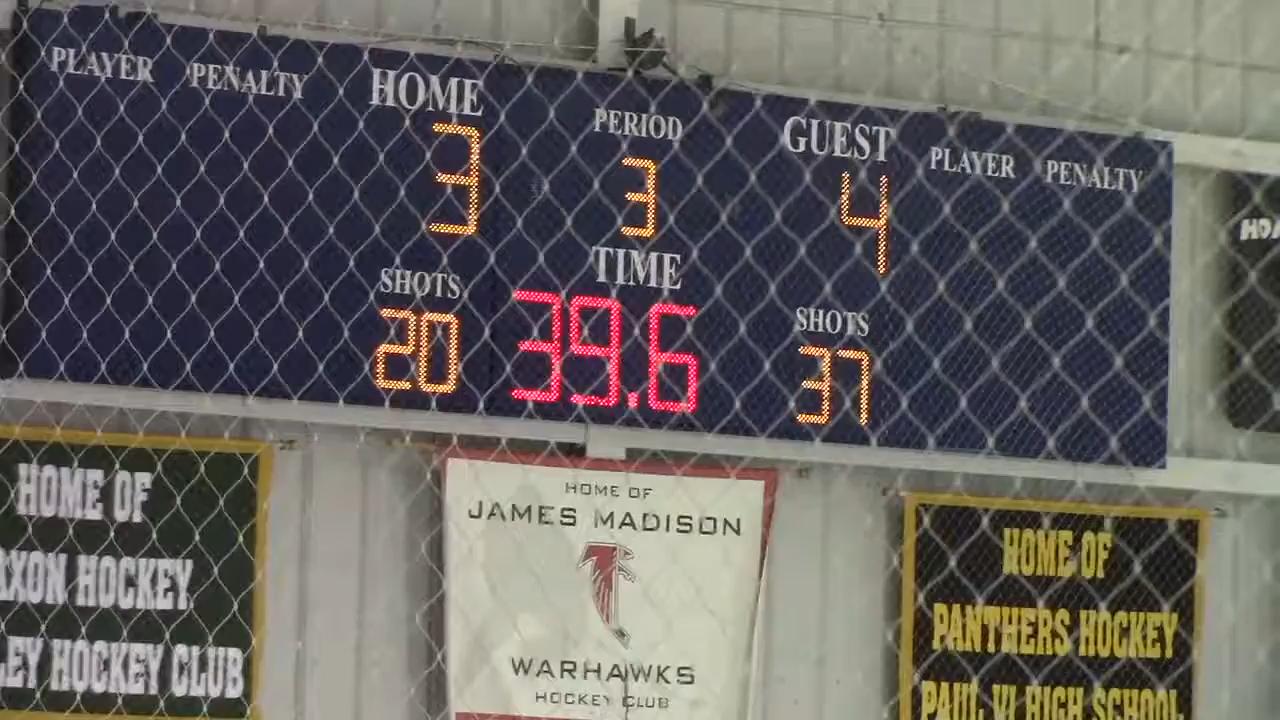 PLAYER PENALTY HOME PERIOD GUEST PLAYER PENALTY
3 3 4
TIME
SHOTS SHOTS
20 39.6 37
HOME OF
AXON HOCKEY
LEY HOCKEY CLUB
HOME OF
JAMES MADISON
WARHAWKS
HOCKEY CLUB
HOME OF
PANTHERS HOCKEY
PAUL VI HIGH SCHOOL